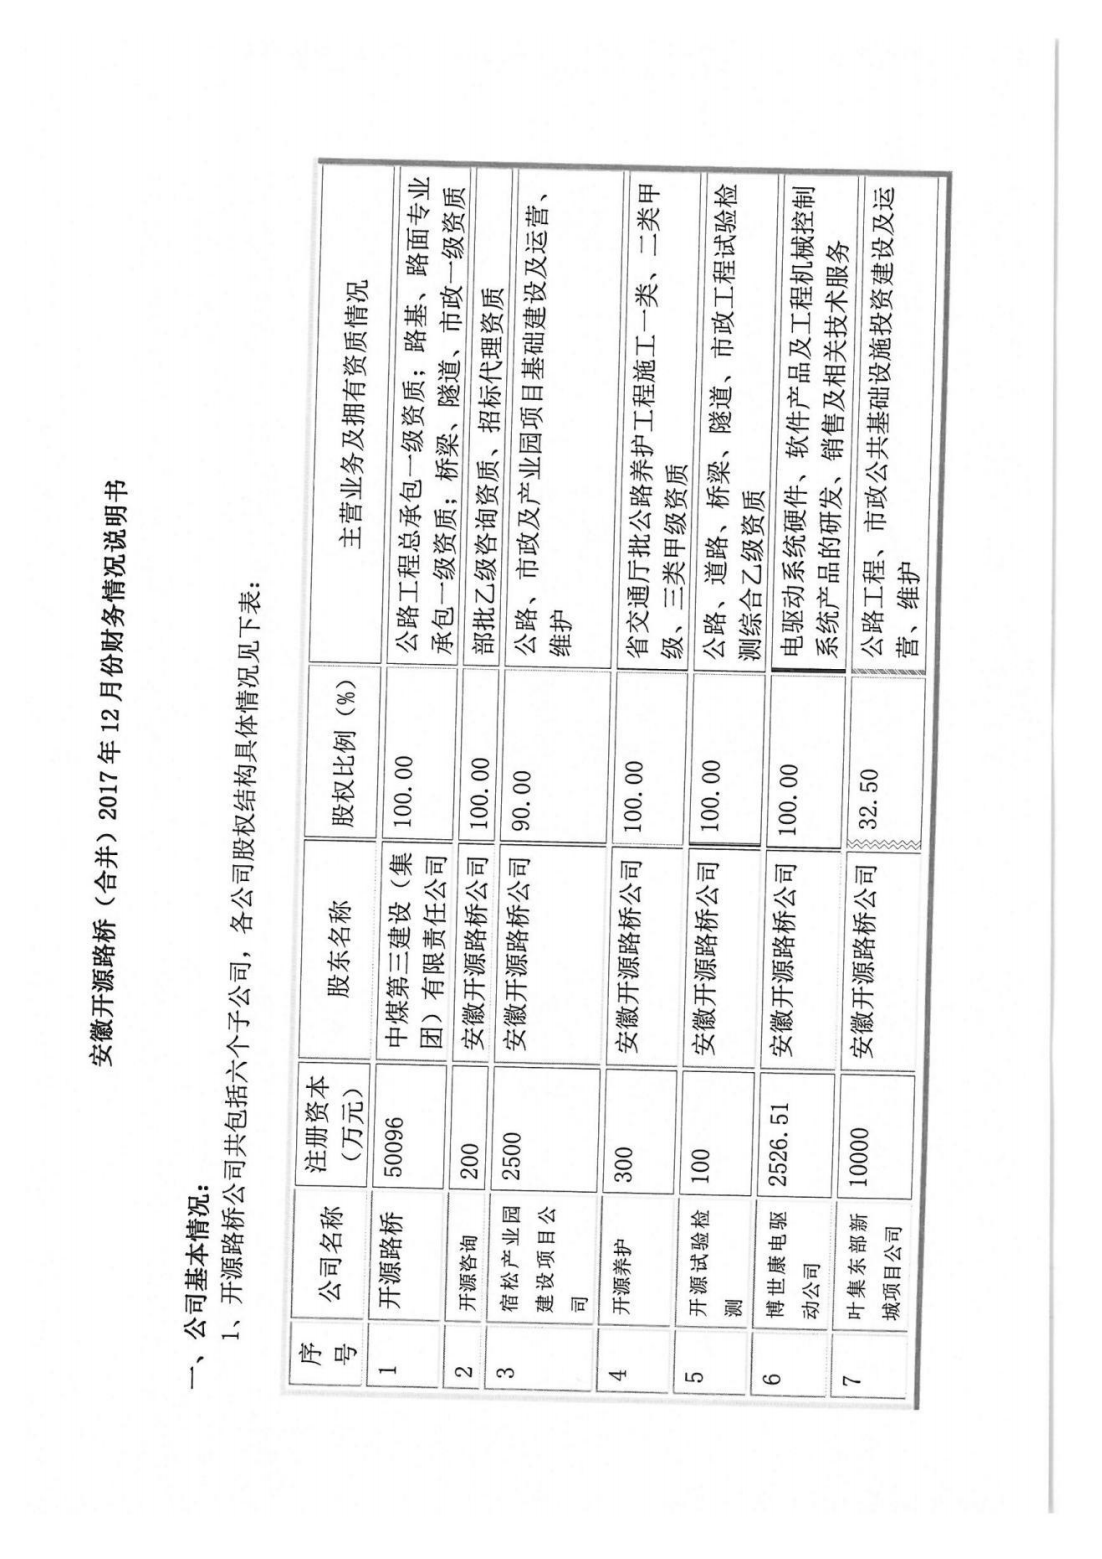 安徽开源路桥（合并）2017年12月份财务情况说明书
一、公司基本情况：
1、开源路桥公司共包括六个子公司，各公司股权结构具体情况见下表：
序号 公司名称 注册资本（万元） 股东名称 股权比例（%） 主营业务及拥有资质情况
1 开源路桥 50096 中煤第三建设（集团）有限责任公司 100.00 公路工程总承包一级资质；路基、路面专业承包一级资质；桥梁、隧道、市政一级资质
2 开源咨询 200 安徽开源路桥公司 100.00 部批乙级咨询资质、招标代理资质
3 宿松产业园建设项目公司 2500 安徽开源路桥公司 90.00 公路、市政及产业园项目基础建设及运营、维护
4 开源养护 300 安徽开源路桥公司 100.00 省交通厅批公路养护工程施工一类、二类甲级、三类甲级资质
5 开源试验检测 100 安徽开源路桥公司 100.00 公路、道路、桥梁、隧道、市政工程试验检测综合乙级资质
6 博世康电驱动公司 2526.51 安徽开源路桥公司 100.00 电驱动系统硬件、软件产品及工程机械控制系统产品的研发、销售及相关技术服务
7 叶集东部新城项目公司 10000 安徽开源路桥公司 32.50 公路工程、市政公共基础设施投资建设及运营、维护